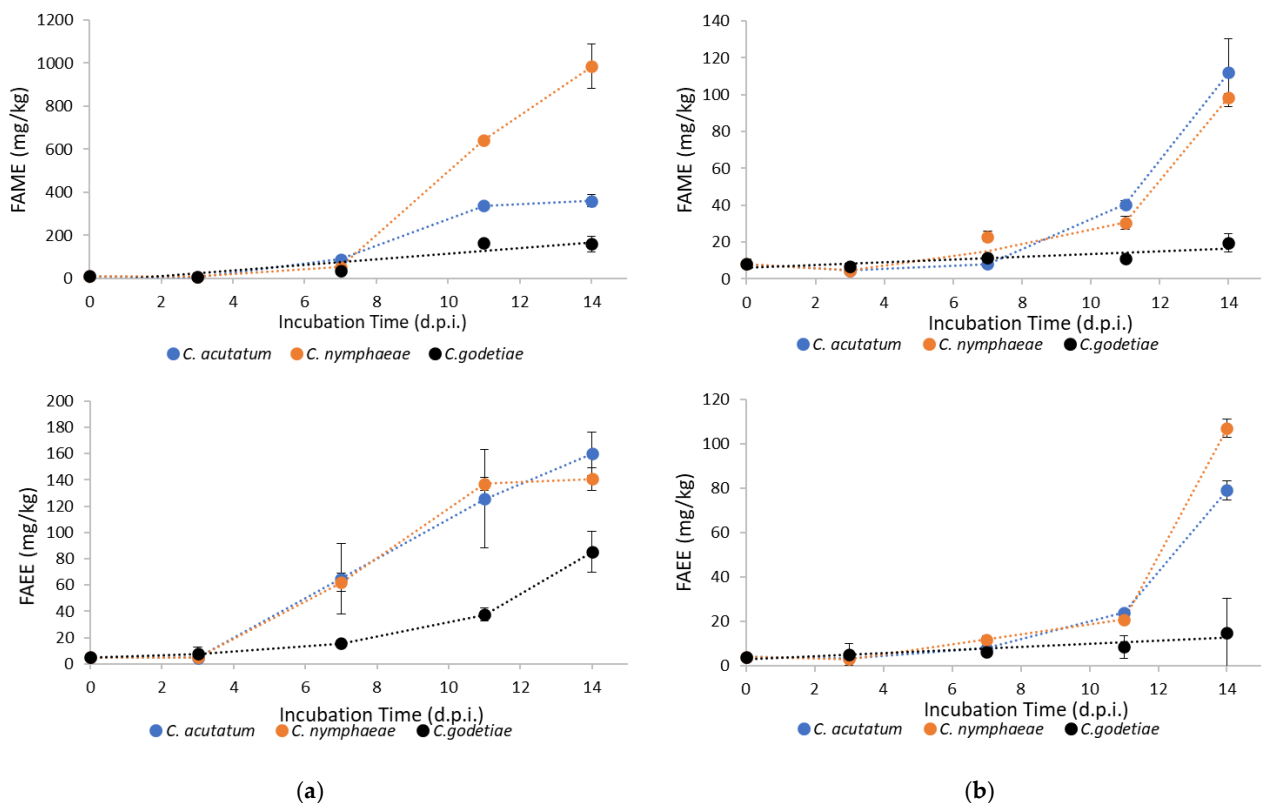 1200
1000
800
600
400
200
0
FAME (mg/kg)
0 2 4 6 8 10 12 14
Incubation Time (d.p.i.)
C. acutatum C. nymphaeae C.godetiae
140
120
100
80
60
40
20
0
FAME (mg/kg)
0 2 4 6 8 10 12 14
Incubation Time (d.p.i.)
C. acutatum C. nymphaeae C.godetiae
200
180
160
140
120
100
80
60
40
20
0
FAEE (mg/kg)
0 2 4 6 8 10 12 14
Incubation Time (d.p.i.)
C. acutatum C. nymphaeae C.godetiae
120
100
80
60
40
20
0
FAEE (mg/kg)
0 2 4 6 8 10 12 14
Incubation Time (d.p.i.)
C. acutatum C. nymphaeae C.godetiae
(a) (b)